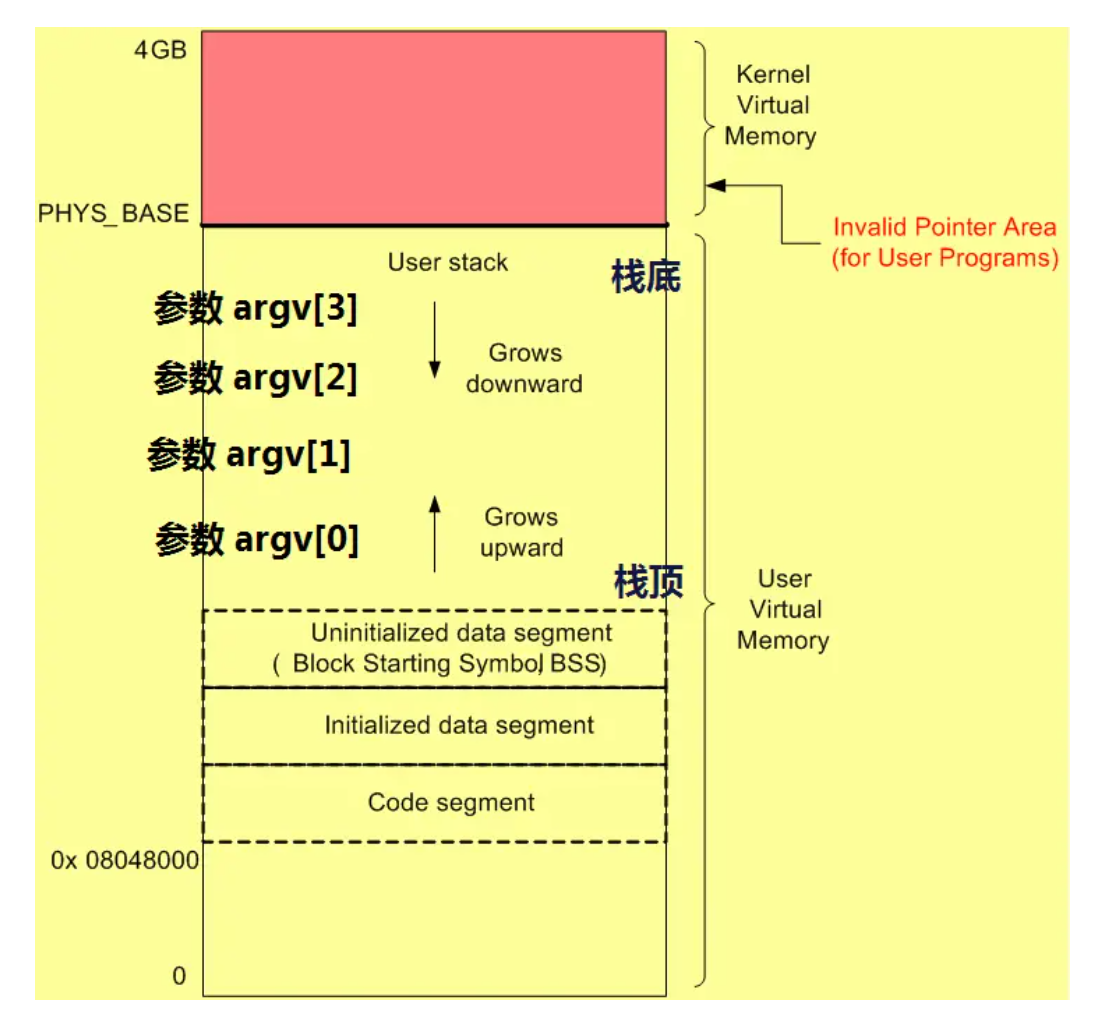 4GB
Kernel
Virtual
Memory
PHYS_BASE
Invalid Pointer Area
(for User Programs)
User stack
栈底
参数 argv[3]
Grows
downward
参数 argv[2]
参数 argv[1]
Grows
upward
参数 argv[0]
栈顶
User
Virtual
Memory
Uninitialized data segment
( Block Starting Symbol, BSS)
Initialized data segment
Code segment
0x 08048000
0